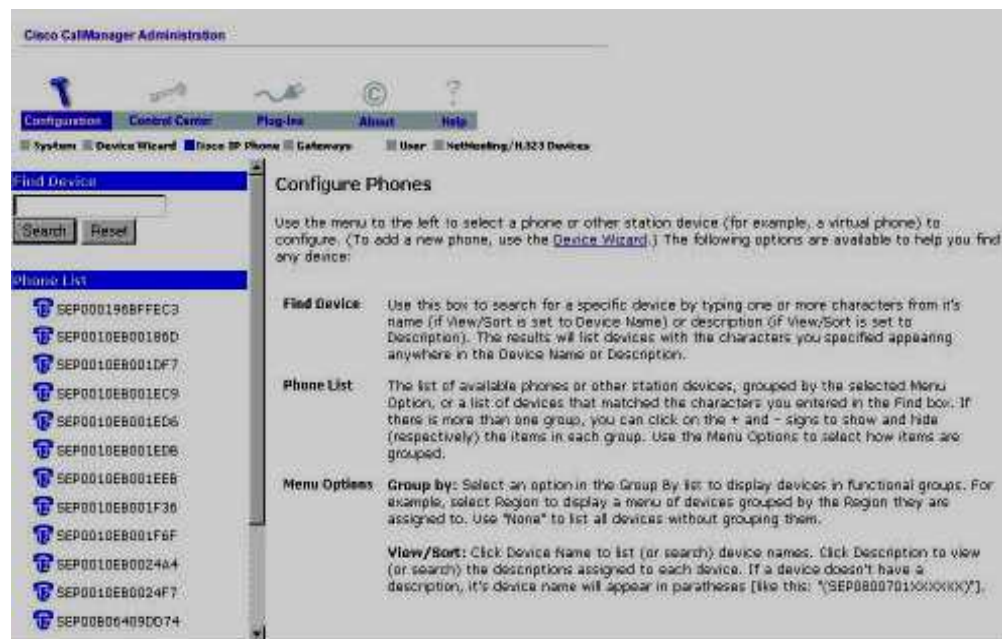 Cisco CallManager Administration
Configuration Control Center Plug-Ins About Help
System Device Wizard Cisco IP Phone Gateways User NetMeeting/H.323 Devices
Find Device
Search Reset
Phone List
SEP000196BFFEC3
SEP0010EB00186D
SEP0010EB001DF7
SEP0010EB001EC9
SEP0010EB001ED6
SEP0010EB001EDB
SEP0010EB001EEB
SEP0010EB001F36
SEP0010EB001F6F
SEP0010EB0024A4
SEP0010EB0024F7
SEP00B06409DD74
Configure Phones
Use the menu to the left to select a phone or other station device (for example, a virtual phone) to
configure. (To add a new phone, use the Device Wizard.) The following options are available to help you find
any device:
Find Device Use this box to search for a specific device by typing one or more characters from it's
name (if View/Sort is set to Device Name) or description (if View/Sort is set to
Description). The results will list devices with the characters you specified appearing
anywhere in the Device Name or Description.
Phone List The list of available phones or other station devices, grouped by the selected Menu
Option, or a list of devices that matched the characters you entered in the Find box. If
there is more than one group, you can click on the + and - signs to show and hide
(respectively) the items in each group. Use the Menu Options to select how items are
grouped.
Menu Options Group by: Select an option in the Group By list to display devices in functional groups. For
example, select Region to display a menu of devices grouped by the Region they are
assigned to. Use "None" to list all devices without grouping them.
View/Sort: Click Device Name to list (or search) device names. Click Description to view
(or search) the descriptions assigned to each device. If a device doesn't have a
description, it's device name will appear in paratheses [like this: "(SEP0800701XXXXXX)"].